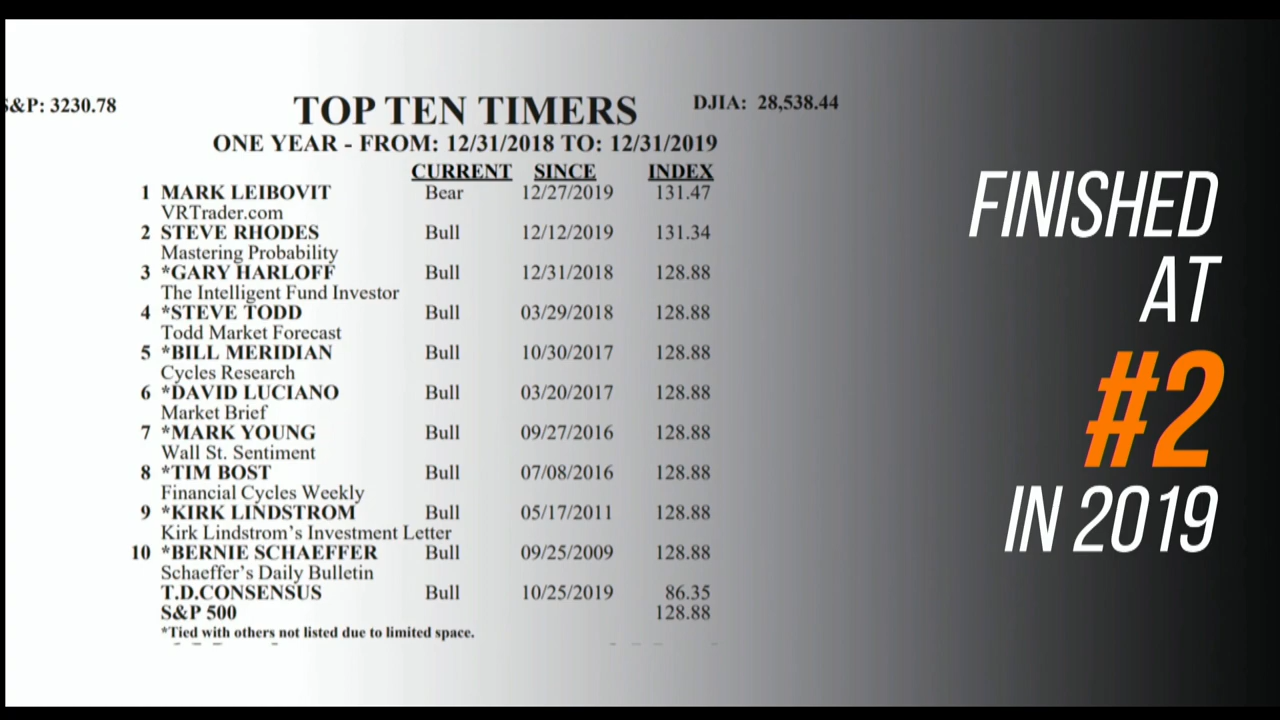 S&P: 3230.78
TOP TEN TIMERS
DJIA: 28,538.44
ONE YEAR - FROM: 12/31/2018 TO: 12/31/2019
CURRENT SINCE INDEX
1 MARK LEIBOVIT Bear 12/27/2019 131.47
VRTrader.com
2 STEVE RHODES Bull 12/12/2019 131.34
Mastering Probability
3 *GARY HARLOFF Bull 12/31/2018 128.88
The Intelligent Fund Investor
4 *STEVE TODD Bull 03/29/2018 128.88
Todd Market Forecast
5 *BILL MERIDIAN Bull 10/30/2017 128.88
Cycles Research
6 *DAVID LUCIANO Bull 03/20/2017 128.88
Market Brief
7 *MARK YOUNG Bull 09/27/2016 128.88
Wall St. Sentiment
8 *TIM BOST Bull 07/08/2016 128.88
Financial Cycles Weekly
9 *KIRK LINDSTROM Bull 05/17/2011 128.88
Kirk Lindstrom's Investment Letter
10 *BERNIE SCHAEFFER Bull 09/25/2009 128.88
Schaeffer's Daily Bulletin
T.D.CONSENSUS Bull 10/25/2019 86.35
S&P 500 128.88
*Tied with others not listed due to limited space.
FINISHED
AT
#2
IN 2019